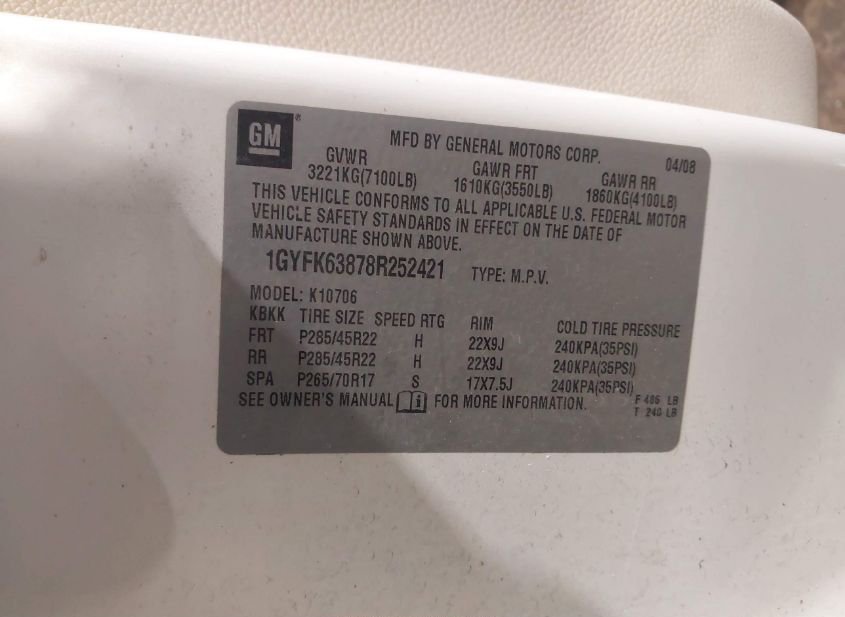 GM ®
MFD BY GENERAL MOTORS CORP. 04/08
GVWR GAWR FRT GAWR RR
3221KG(7100LB) 1610KG(3550LB) 1860KG(4100LB)
THIS VEHICLE CONFORMS TO ALL APPLICABLE U.S. FEDERAL MOTOR
VEHICLE SAFETY STANDARDS IN EFFECT ON THE DATE OF
MANUFACTURE SHOWN ABOVE.
1GYFK63878R252421 TYPE: M.P.V.
MODEL: K10706
KBKK TIRE SIZE SPEED RTG RIM COLD TIRE PRESSURE
FRT P285/45R22 H 22X9J 240KPA(35PSI)
RR P285/45R22 H 22X9J 240KPA(35PSI)
SPA P265/70R17 S 17X7.5J 240KPA(35PSI)
SEE OWNER'S MANUAL i FOR MORE INFORMATION.
F 486 LB
T 240 LB